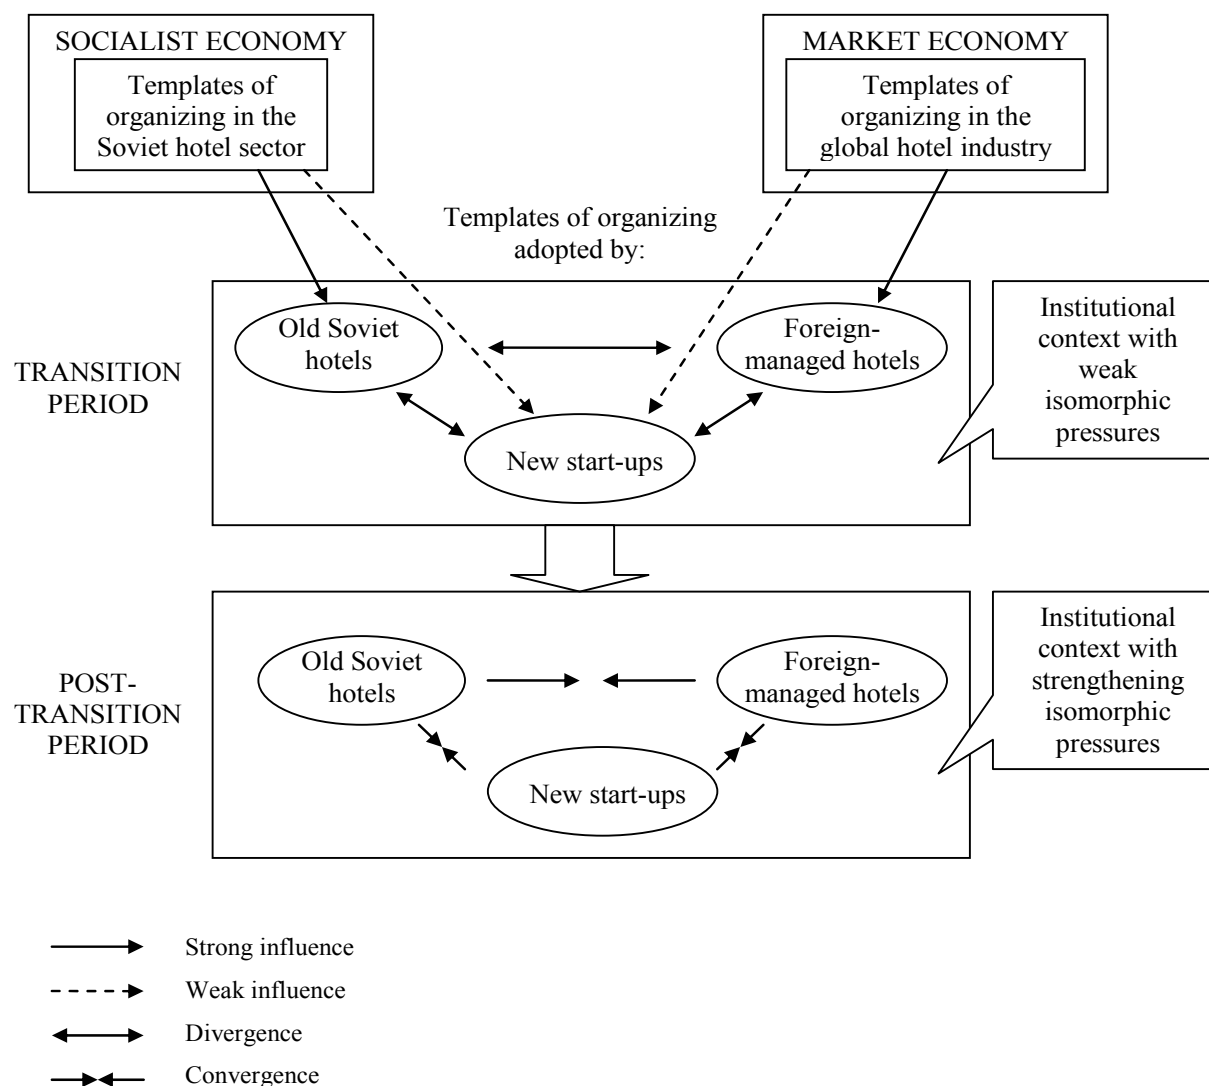 SOCIALIST ECONOMY
Templates of
organizing in the
Soviet hotel sector
MARKET ECONOMY
Templates of
organizing in the
global hotel industry
Templates of organizing
adopted by:
TRANSITION
PERIOD
Old Soviet
hotels
Foreign-
managed hotels
New start-ups
Institutional
context with
weak
isomorphic
pressures
POST-
TRANSITION
PERIOD
Old Soviet
hotels
Foreign-
managed hotels
New start-ups
Institutional
context with
strengthening
isomorphic
pressures
Strong influence
Weak influence
Divergence
Convergence